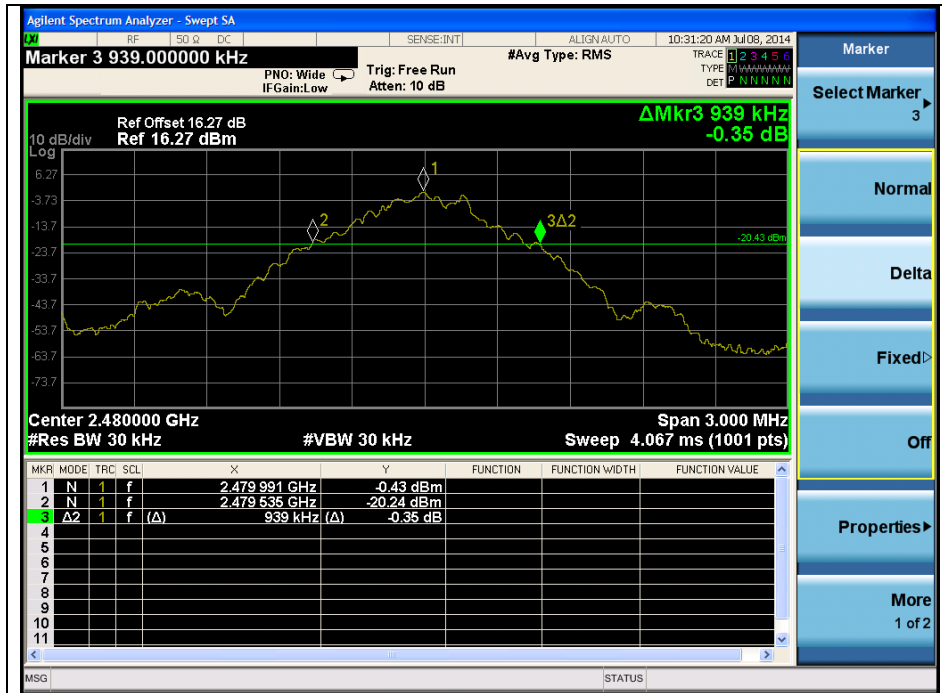 Agilent Spectrum Analyzer - Swept SA
LXI RF 50 Ω DC SENSE:INT ALIGN AUTO 10:31:20 AM Jul 08, 2014
Marker 3 939.000000 kHz
PNO: Wide
IFGain:Low
Trig: Free Run
Atten: 10 dB
#Avg Type: RMS
TRACE 1 2 3 4 5 6
TYPE M WWWWW
DET P N N N N N
ΔMkr3 939 kHz
-0.35 dB
Ref Offset 16.27 dB
10 dB/div Ref 16.27 dBm
Log
6.27
-3.73
-13.7
-23.7
-33.7
-43.7
-53.7
-63.7
-73.7
1
2
3Δ2
-20.43 dBm
Center 2.480000 GHz Span 3.000 MHz
#Res BW 30 kHz #VBW 30 kHz Sweep 4.067 ms (1001 pts)
MKR MODE TRC SCL X Y FUNCTION FUNCTION WIDTH FUNCTION VALUE
1 N 1 f 2.479 991 GHz -0.43 dBm
2 N 1 f 2.479 535 GHz -20.24 dBm
3 Δ2 1 f (Δ) 939 kHz (Δ) -0.35 dB
4
5
6
7
8
9
10
11
MSG STATUS
Marker
Select Marker
3
Normal
Delta
Fixed
Off
Properties
More
1 of 2